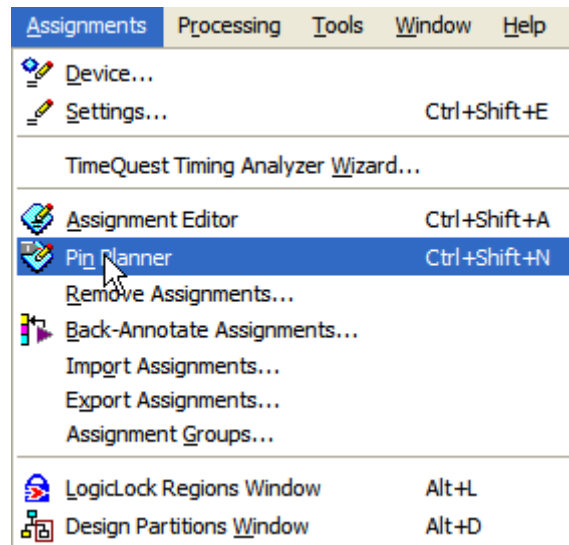 Assignments Processing Tools Window Help
Device...
Settings... Ctrl+Shift+E
TimeQuest Timing Analyzer Wizard...
Assignment Editor Ctrl+Shift+A
Pin Planner Ctrl+Shift+N
Remove Assignments...
Back-Annotate Assignments...
Import Assignments...
Export Assignments...
Assignment Groups...
LogicLock Regions Window Alt+L
Design Partitions Window Alt+D